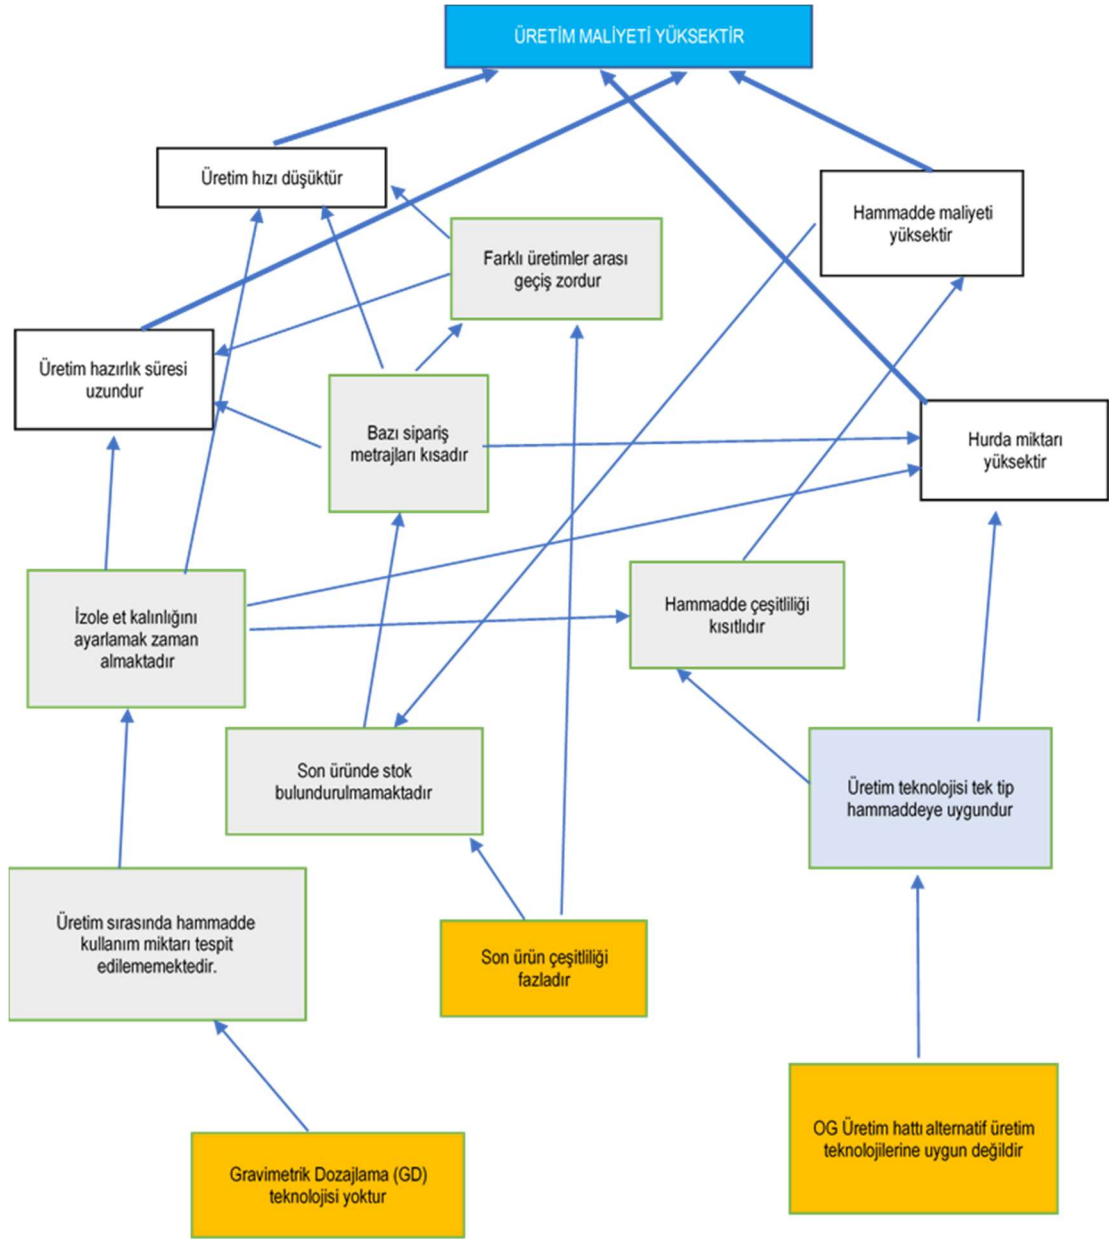 ÜRETİM MALİYETİ YÜKSEKTİR
Üretim hızı düşüktür
Hammadde maliyeti
yüksektir
Farklı üretimler arası
geçiş zordur
Üretim hazırlık süresi
uzundur
Bazı sipariş
metrajları kısadır
Hurda miktarı
yüksektir
İzole et kalınlığını
ayarlamak zaman
almaktadır
Hammadde çeşitliliği
kısıtlıdır
Son üründe stok
bulundurulmamaktadır
Üretim teknolojisi tek tip
hammaddeye uygundur
Üretim sırasında hammadde
kullanım miktarı tespit
edilememektedir.
Son ürün çeşitliliği
fazladır
OG Üretim hattı alternatif üretim
teknolojilerine uygun değildir
Gravimetrik Dozajlama (GD)
teknolojisi yoktur